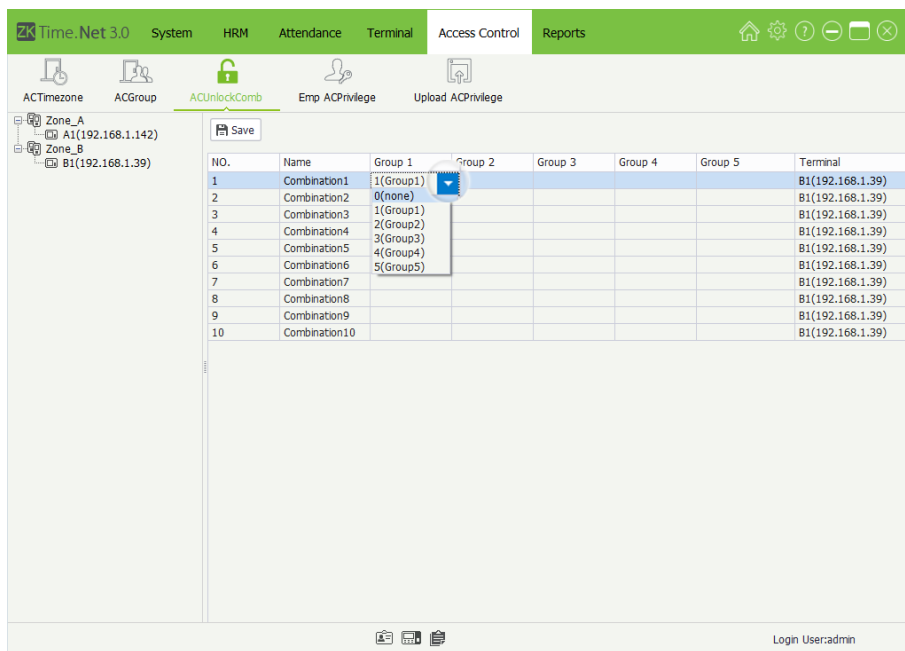 ZK Time.Net 3.0 System HRM Attendance Terminal Access Control Reports
ACTimezone ACGroup ACUnlockComb Emp ACPrivilege Upload ACPrivilege
Zone_A
A1(192.168.1.142)
Zone_B
B1(192.168.1.39)
Save
NO. Name Group 1 Group 2 Group 3 Group 4 Group 5 Terminal
1 Combination1 1(Group1) B1(192.168.1.39)
2 Combination2 0(none) B1(192.168.1.39)
3 Combination3 1(Group1) B1(192.168.1.39)
4 Combination4 2(Group2) B1(192.168.1.39)
5 Combination5 3(Group3) B1(192.168.1.39)
6 Combination6 4(Group4) B1(192.168.1.39)
5(Group5)
7 Combination7 B1(192.168.1.39)
8 Combination8 B1(192.168.1.39)
9 Combination9 B1(192.168.1.39)
10 Combination10 B1(192.168.1.39)
Login User:admin